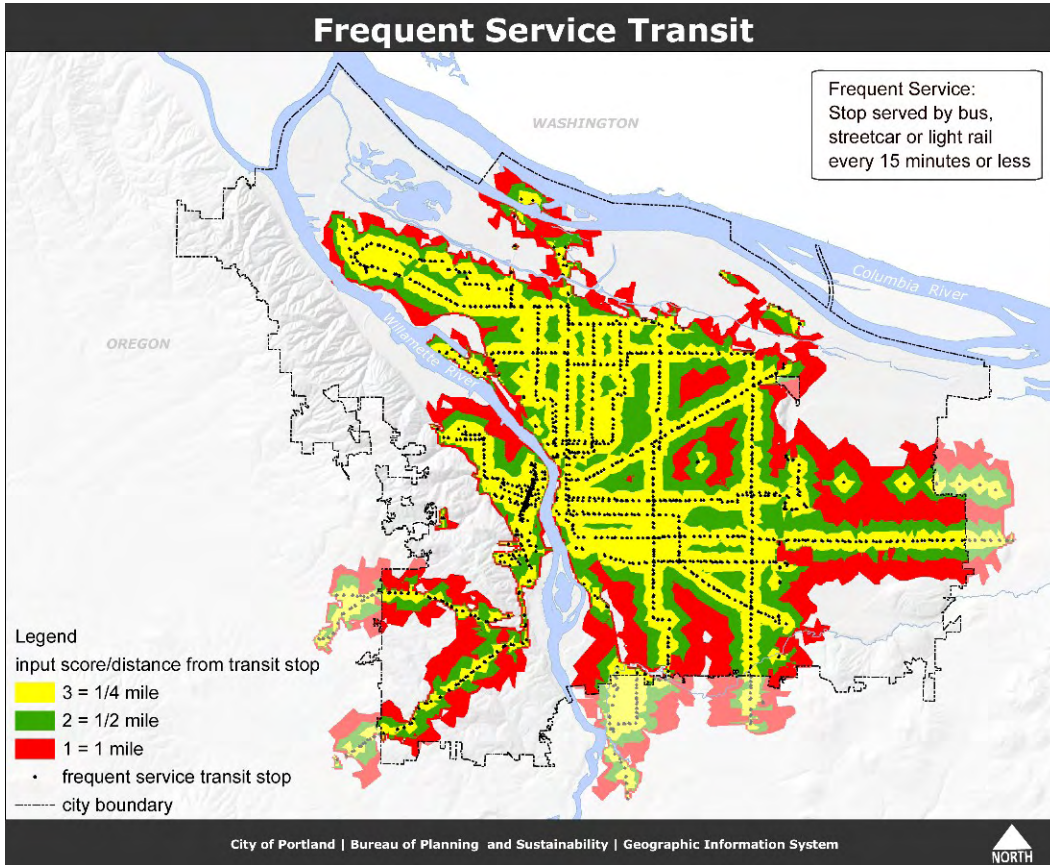 Frequent Service Transit
Frequent Service:
Stop served by bus,
streetcar or light rail
every 15 minutes or less
WASHINGTON
Columbia River
OREGON
Willamette River
Legend
input score/distance from transit stop
3 = 1/4 mile
2 = 1/2 mile
1 = 1 mile
frequent service transit stop
city boundary
City of Portland | Bureau of Planning and Sustainability | Geographic Information System
NORTH